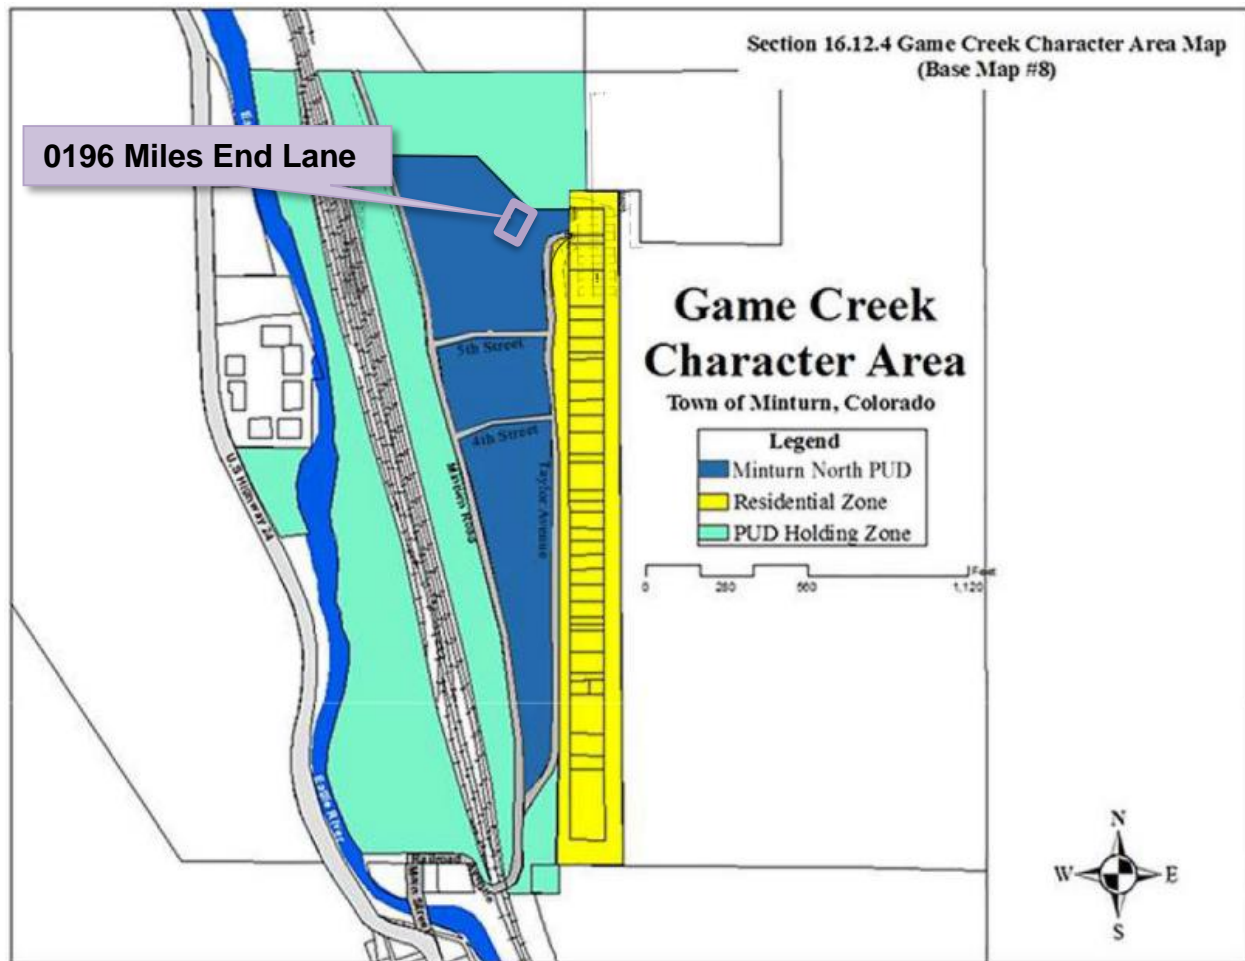 Section 16.12.4 Game Creek Character Area Map
(Base Map #8)
0196 Miles End Lane
Game Creek
Character Area
Town of Minturn, Colorado
Legend
Minturn North PUD
Residential Zone
PUD Holding Zone
Feet
0 280 560 1,120
5th Street
4th Street
Minturn Road
Taylor Avenue
U.S Highway 24
Eagle River
Railroad
Main Street
N
W E
S